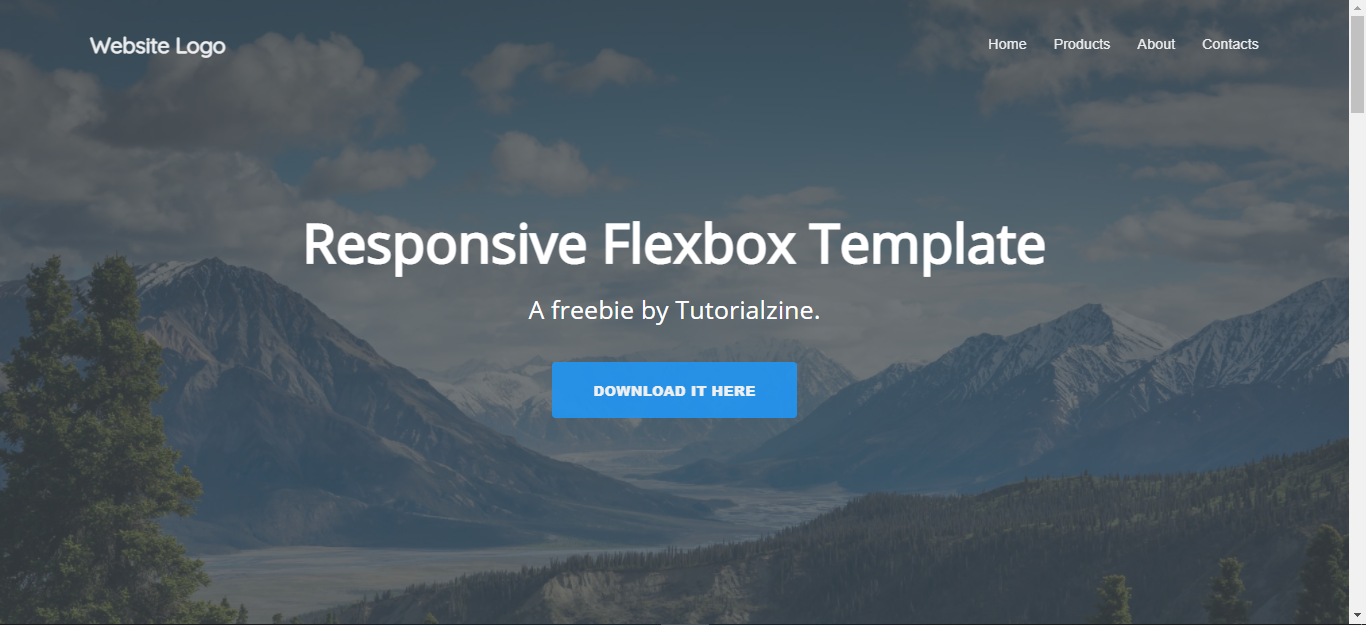 Website Logo
Home Products About Contacts
Responsive Flexbox Template
A freebie by Tutorialzine.
DOWNLOAD IT HERE